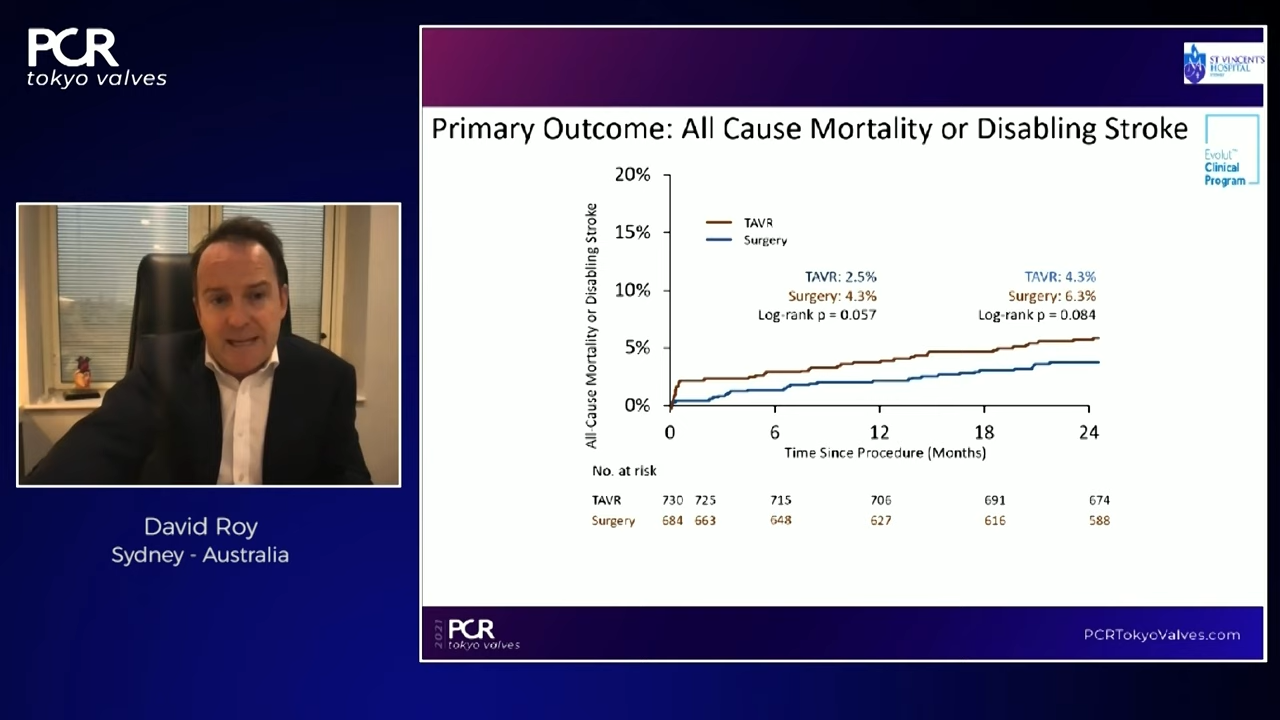 PCR
tokyo valves
ST VINCENT'S
HOSPITAL
Primary Outcome: All Cause Mortality or Disabling Stroke
Evolut™
Clinical
Program
All-Cause Mortality or Disabling Stroke
20%
15%
10%
5%
0%
TAVR
Surgery
TAVR: 2.5%
Surgery: 4.3%
Log-rank p = 0.057
TAVR: 4.3%
Surgery: 6.3%
Log-rank p = 0.084
0 6 12 18 24
Time Since Procedure (Months)
No. at risk
TAVR 730 725 715 706 691 674
Surgery 684 663 648 627 616 588
David Roy
Sydney - Australia
2021
PCR
tokyo valves
PCRTokyoValves.com